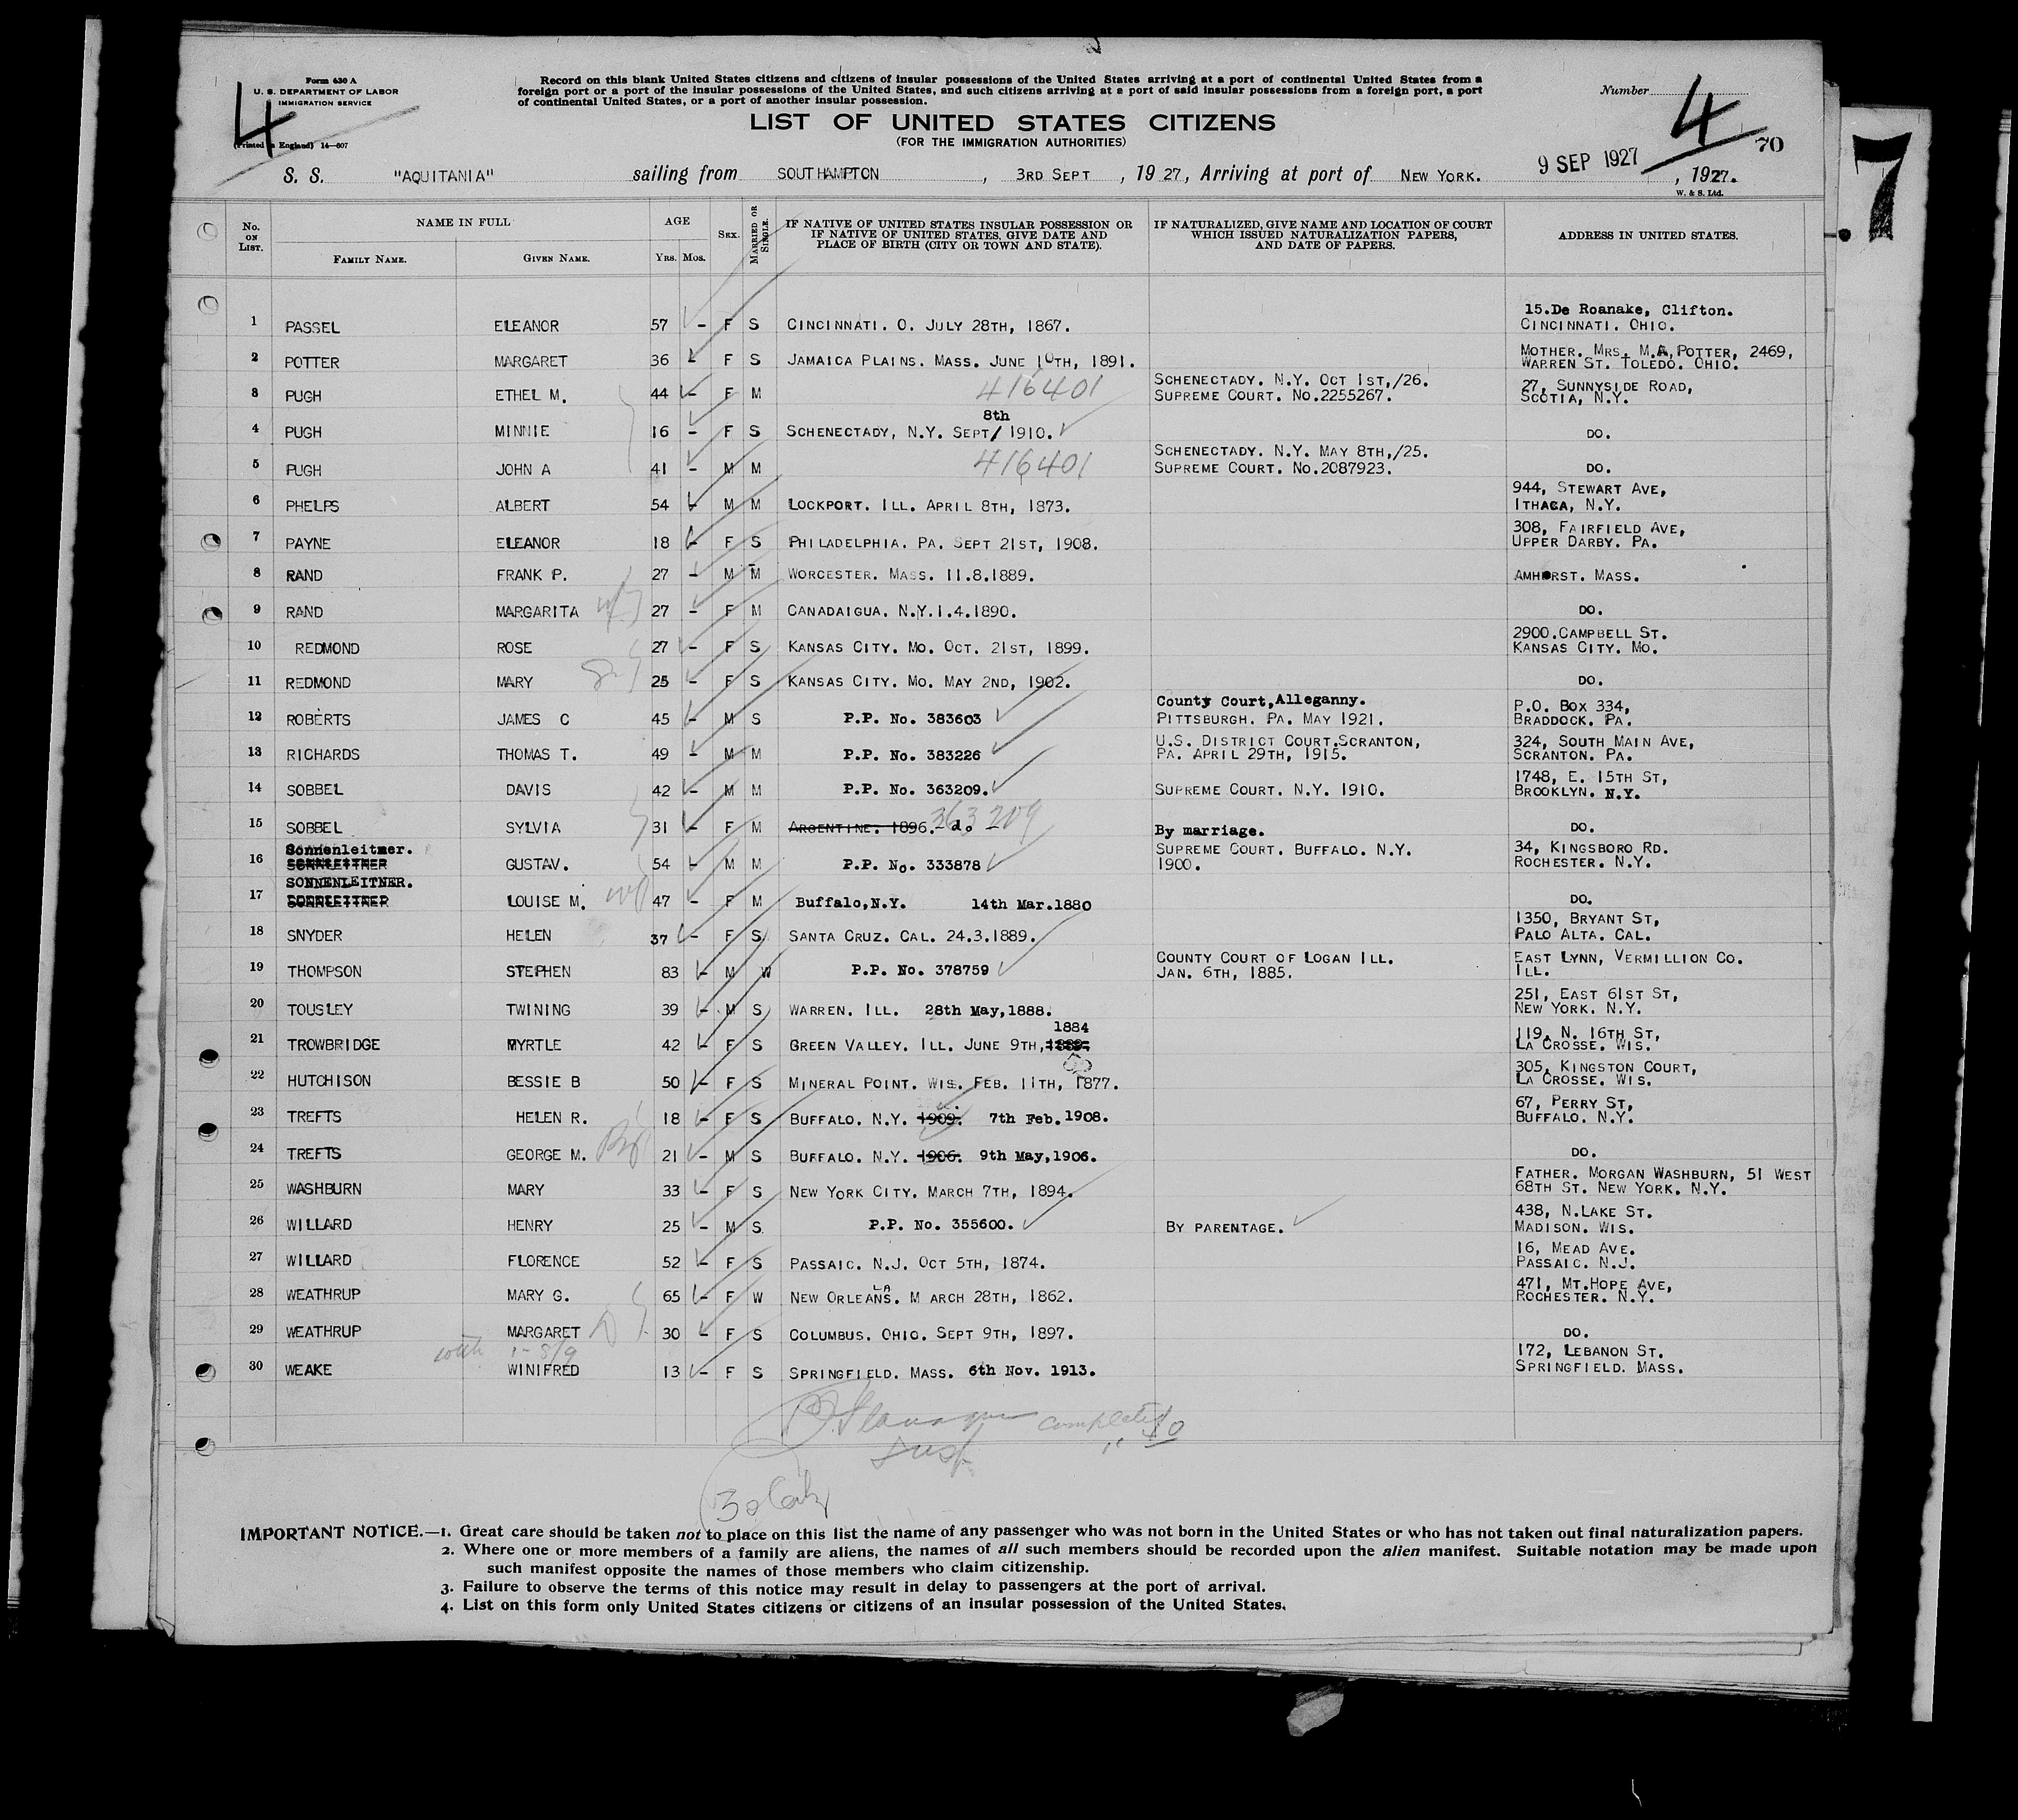 Form 630 A
U. S. DEPARTMENT OF LABOR
IMMIGRATION SERVICE
4
(Printed in England) 14—607
Record on this blank United States citizens and citizens of insular possessions of the United States arriving at a port of continental United States from a
foreign port or a port of the insular possessions of the United States, and such citizens arriving at a port of said insular possessions from a foreign port, a port
of continental United States, or a port of another insular possession.
LIST OF UNITED STATES CITIZENS
(FOR THE IMMIGRATION AUTHORITIES)
Number
4
70
7
S. S. "AQUITANIA" sailing from SOUTHAMPTON, 3RD SEPT, 1927, Arriving at port of NEW YORK. 9 SEP 1927, 1927.
W. & S. Ltd.
No. ON LIST. NAME IN FULL FAMILY NAME. GIVEN NAME. AGE YRS. MOS. SEX. MARRIED OR SINGLE. IF NATIVE OF UNITED STATES INSULAR POSSESSION OR IF NATIVE OF UNITED STATES, GIVE DATE AND PLACE OF BIRTH (CITY OR TOWN AND STATE). IF NATURALIZED, GIVE NAME AND LOCATION OF COURT WHICH ISSUED NATURALIZATION PAPERS, AND DATE OF PAPERS. ADDRESS IN UNITED STATES.
1 PASSEL ELEANOR 57 - F S CINCINNATI. O. JULY 28TH, 1867. 15.De Roanake, Clifton. CINCINNATI. OHIO.
2 POTTER MARGARET 36 - F S JAMAICA PLAINS. MASS. JUNE 10TH, 1891. MOTHER. MRS. M.A.POTTER, 2469, WARREN ST. TOLEDO. OHIO.
3 PUGH ETHEL M. 44 - F M 416401 SCHENECTADY. N.Y. OCT 1ST,/26. SUPREME COURT. NO.2255267. 27, SUNNYSIDE ROAD, SCOTIA, N.Y.
4 PUGH MINNIE 16 - F S SCHENECTADY, N.Y. SEPT/ 8th 1910. DO.
5 PUGH JOHN A 41 - M M 416401 SCHENECTADY. N.Y. MAY 8TH,/25. SUPREME COURT. NO.2087923. DO.
6 PHELPS ALBERT 54 - M M LOCKPORT. ILL. APRIL 8TH, 1873. 944, STEWART AVE, ITHACA, N.Y.
7 PAYNE ELEANOR 18 - F S PHILADELPHIA. PA. SEPT 21ST, 1908. 308, FAIRFIELD AVE, UPPER DARBY. PA.
8 RAND FRANK P. 27 - M M WORCESTER. MASS. 11.8.1889. AMHERST. MASS.
9 RAND MARGARITA 27 - F M CANADAIGUA. N.Y.1.4.1890. DO.
10 REDMOND ROSE 27 - F S KANSAS CITY. MO. OCT. 21ST, 1899. 2900.CAMPBELL ST. KANSAS CITY. MO.
11 REDMOND MARY 25 - F S KANSAS CITY. MO. MAY 2ND, 1902. DO.
12 ROBERTS JAMES C 45 - M S P.P. No. 383603 County Court,Alleganny. PITTSBURGH. PA. MAY 1921. P.O. BOX 334, BRADDOCK. PA.
13 RICHARDS THOMAS T. 49 - M M P.P. No. 383226 U.S. DISTRICT COURT.SCRANTON, PA. APRIL 29TH, 1915. 324, SOUTH MAIN AVE, SCRANTON. PA.
14 SOBBEL DAVIS 42 - M M P.P. No. 363209. SUPREME COURT. N.Y. 1910. 1748, E. 15TH ST, BROOKLYN. N.Y.
15 SOBBEL SYLVIA 31 - F M ARGENTINE. 1896. - d. - 363209 By marriage. DO.
16 Sonnenleitner. SONNLEITNER GUSTAV. 54 - M M P.P. No. 333878 SUPREME COURT. BUFFALO. N.Y. 1900. 34, KINGSBORO RD. ROCHESTER. N.Y.
17 SONNENLEITNER. SONNLEITNER LOUISE M. 47 - F M Buffalo,N.Y. 14th Mar.1880 DO.
18 SNYDER HELEN 37 - F S SANTA CRUZ. CAL. 24.3.1889. 1350, BRYANT ST, PALO ALTA. CAL.
19 THOMPSON STEPHEN 83 - M W P.P. No. 378759 COUNTY COURT OF LOGAN ILL. JAN. 6TH, 1885. EAST LYNN, VERMILLION CO. ILL.
20 TOUSLEY TWINING 39 - M S WARREN. ILL. 28th May,1888. 251, EAST 61ST ST, NEW YORK. N.Y.
21 TROWBRIDGE MYRTLE 42 - F S GREEN VALLEY. ILL. JUNE 9TH, 1884 119, N. 16TH ST, LA CROSSE. WIS.
22 HUTCHISON BESSIE B 50 - F S MINERAL POINT. WIS. FEB. 11TH, 1877. 305, KINGSTON COURT, LA CROSSE. WIS.
23 TREFTS HELEN R. 18 - F S BUFFALO. N.Y. 1909. 7th Feb.1908. 67, PERRY ST, BUFFALO. N.Y.
24 TREFTS GEORGE M. 21 - M S BUFFALO. N.Y. 1906. 9th May,1906. DO.
25 WASHBURN MARY 33 - F S NEW YORK CITY. MARCH 7TH, 1894. FATHER. MORGAN WASHBURN, 51 WEST 68TH ST. NEW YORK. N.Y.
26 WILLARD HENRY 25 - M S. P.P. No. 355600. BY PARENTAGE. 438, N.LAKE ST. MADISON. WIS.
27 WILLARD FLORENCE 52 - F S PASSAIC. N.J. OCT 5TH, 1874. 16, MEAD AVE. PASSAIC. N.J.
28 WEATHRUP MARY G. 65 - F W NEW ORLEANS. LA MARCH 28TH, 1862. 471, MT.HOPE AVE, ROCHESTER. N.Y.
29 WEATHRUP MARGARET 30 - F S COLUMBUS. OHIO. SEPT 9TH, 1897. DO.
with 1-8/9
30 WEAKE WINIFRED 13 - F S SPRINGFIELD. MASS. 6th Nov. 1913. 172, LEBANON ST. SPRINGFIELD. MASS.
completed
IMPORTANT NOTICE.—1. Great care should be taken not to place on this list the name of any passenger who was not born in the United States or who has not taken out final naturalization papers.
2. Where one or more members of a family are aliens, the names of all such members should be recorded upon the alien manifest. Suitable notation may be made upon
such manifest opposite the names of those members who claim citizenship.
3. Failure to observe the terms of this notice may result in delay to passengers at the port of arrival.
4. List on this form only United States citizens or citizens of an insular possession of the United States.